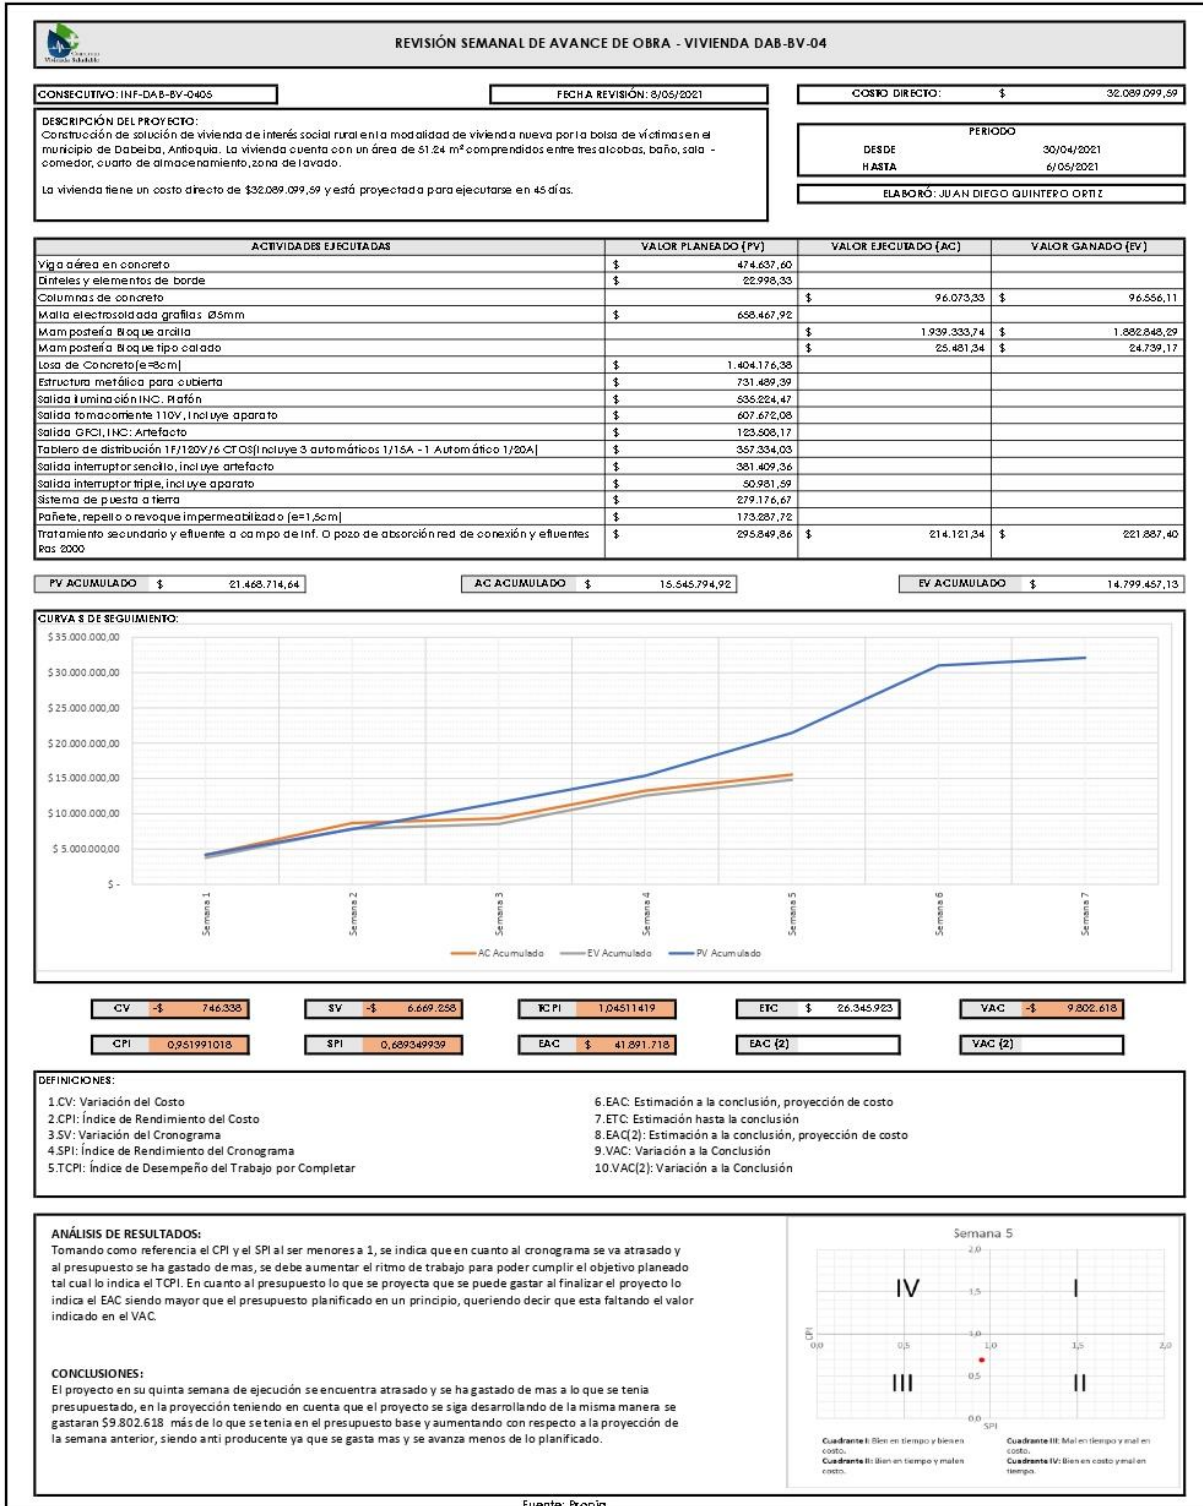 Construyo
Vivienda Saludable
REVISIÓN SEMANAL DE AVANCE DE OBRA - VIVIENDA DAB-BV-04
CONSECUTIVO: INF-DAB-BV-0405
FECHA REVISIÓN: 8/05/2021
COSTO DIRECTO: $ 32.089.099,59
DESCRIPCIÓN DEL PROYECTO:
Construcción de solución de vivienda de interés social rural en la modalidad de vivienda nueva por la bolsa de víctimas en el
municipio de Dabeiba, Antioquia. La vivienda cuenta con un área de 51.24 m² comprendidos entre tres alcobas, baño, sala -
comedor, cuarto de almacenamiento, zona de lavado.
La vivienda tiene un costo directo de $32.089.099,59 y está proyectada para ejecutarse en 45 días.
PERIODO
DESDE 30/04/2021
HASTA 6/05/2021
ELABORÓ: JUAN DIEGO QUINTERO ORTIZ
ACTIVIDADES EJECUTADAS VALOR PLANEADO (PV) VALOR EJECUTADO (AC) VALOR GANADO (EV)
Viga aérea en concreto $ 474.637,60
Dinteles y elementos de borde $ 22.998,33
Columnas de concreto $ 96.073,33 $ 96.556,11
Malla electrosoldada grafilas Ø5mm $ 658.467,92
Mampostería Bloque arcilla $ 1.939.333,74 $ 1.882.848,29
Mampostería Bloque tipo calado $ 25.481,34 $ 24.739,17
Losa de Concreto(e=8cm) $ 1.404.176,38
Estructura metálica para cubierta $ 731.489,39
Salida iluminación INC. Plafón $ 535.224,47
Salida tomacorriente 110V, Incluye aparato $ 607.672,08
Salida GFCI, INC: Artefacto $ 123.508,17
Tablero de distribución 1F/120V/6 CTOS(Incluye 3 automáticos 1/15A - 1 Automático 1/20A) $ 357.334,03
Salida interruptor sencillo, incluye artefacto $ 381.409,36
Salida interruptor triple, incluye aparato $ 50.981,59
Sistema de puesta a tierra $ 279.176,67
Pañete, repello o revoque impermeabilizado (e=1,5cm) $ 173.287,72
Tratamiento secundario y efluente a campo de Inf. O pozo de absorción red de conexión y efluentes $ 295.849,86 $ 214.121,34 $ 221.887,40
Ras 2000
PV ACUMULADO $ 21.468.714,64
AC ACUMULADO $ 15.545.794,92
EV ACUMULADO $ 14.799.457,13
CURVA S DE SEGUIMIENTO:
$ 35.000.000,00
$ 30.000.000,00
$ 25.000.000,00
$ 20.000.000,00
$ 15.000.000,00
$ 10.000.000,00
$ 5.000.000,00
$ -
Semana 1
Semana 2
Semana 3
Semana 4
Semana 5
Semana 6
Semana 7
AC Acumulado EV Acumulado PV Acumulado
CV -$ 746.338
SV -$ 6.669.258
TCPI 1,04511419
ETC $ 26.345.923
VAC -$ 9.802.618
CPI 0,951991018
SPI 0,689349939
EAC $ 41.891.718
EAC (2)
VAC (2)
DEFINICIONES:
1.CV: Variación del Costo
2.CPI: Índice de Rendimiento del Costo
3.SV: Variación del Cronograma
4.SPI: Índice de Rendimiento del Cronograma
5.TCPI: Índice de Desempeño del Trabajo por Completar
6.EAC: Estimación a la conclusión, proyección de costo
7.ETC: Estimación hasta la conclusión
8.EAC(2): Estimación a la conclusión, proyección de costo
9.VAC: Variación a la Conclusión
10.VAC(2): Variación a la Conclusión
ANÁLISIS DE RESULTADOS:
Tomando como referencia el CPI y el SPI al ser menores a 1, se indica que en cuanto al cronograma se va atrasado y
al presupuesto se ha gastado de mas, se debe aumentar el ritmo de trabajo para poder cumplir el objetivo planeado
tal cual lo indica el TCPI. En cuanto al presupuesto lo que se proyecta que se puede gastar al finalizar el proyecto lo
indica el EAC siendo mayor que el presupuesto planificado en un principio, queriendo decir que esta faltando el valor
indicado en el VAC.
CONCLUSIONES:
El proyecto en su quinta semana de ejecución se encuentra atrasado y se ha gastado de mas a lo que se tenia
presupuestado, en la proyección teniendo en cuenta que el proyecto se siga desarrollando de la misma manera se
gastaran $9.802.618 más de lo que se tenia en el presupuesto base y aumentando con respecto a la proyección de
la semana anterior, siendo anti producente ya que se gasta mas y se avanza menos de lo planificado.
Semana 5
2,0
IV I
1,5
CPI
1,0
0,0 0,5 1,0 1,5 2,0
0,5
III II
0,0
SPI
Cuadrante I: Bien en tiempo y bien en
costo.
Cuadrante II: Bien en tiempo y mal en
costo.
Cuadrante III: Mal en tiempo y mal en
costo.
Cuadrante IV: Bien en costo y mal en
tiempo.
Fuente: Propia